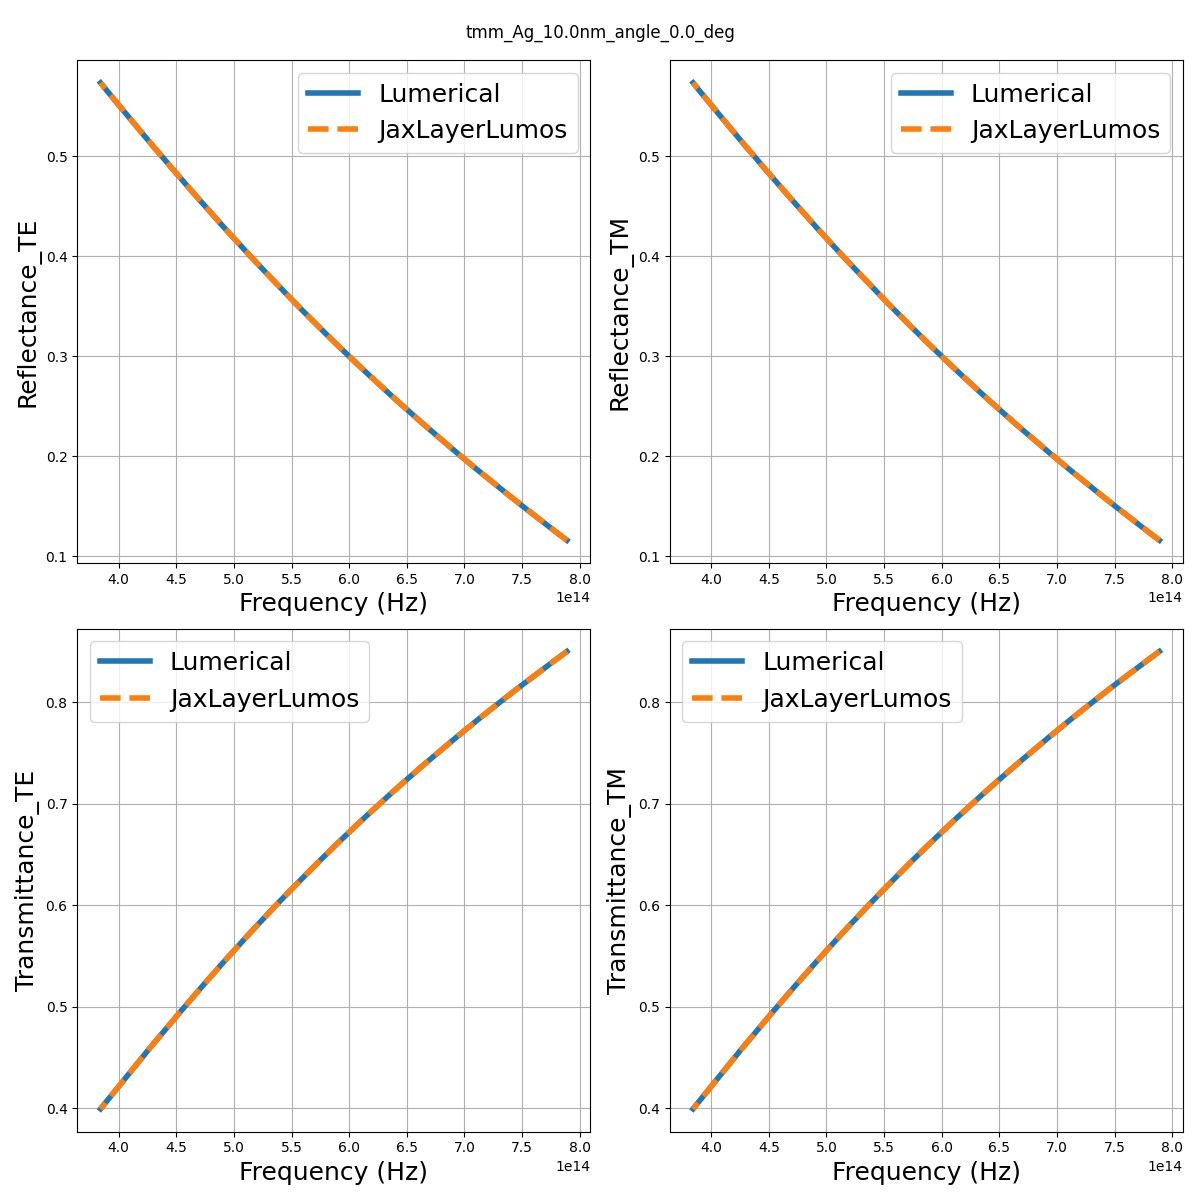 tmm_Ag_10.0nm_angle_0.0_deg
Lumerical
JaxLayerLumos
Reflectance_TE
0.5
0.4
0.3
0.2
0.1
4.0 4.5 5.0 5.5 6.0 6.5 7.0 7.5 8.0
1e14
Frequency (Hz)
Lumerical
JaxLayerLumos
Reflectance_TM
0.5
0.4
0.3
0.2
0.1
4.0 4.5 5.0 5.5 6.0 6.5 7.0 7.5 8.0
1e14
Frequency (Hz)
Lumerical
JaxLayerLumos
Transmittance_TE
0.8
0.7
0.6
0.5
0.4
4.0 4.5 5.0 5.5 6.0 6.5 7.0 7.5 8.0
1e14
Frequency (Hz)
Lumerical
JaxLayerLumos
Transmittance_TM
0.8
0.7
0.6
0.5
0.4
4.0 4.5 5.0 5.5 6.0 6.5 7.0 7.5 8.0
1e14
Frequency (Hz)